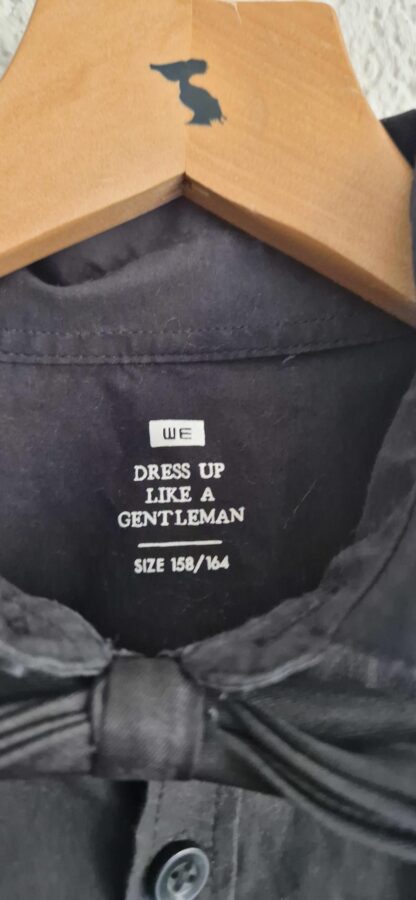 WE
DRESS UP
LIKE A
GENTLEMAN
SIZE 158/164